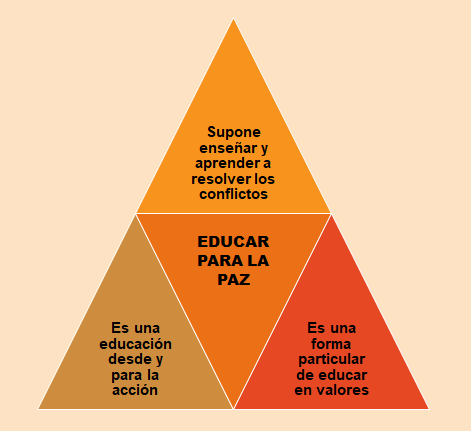 Supone
enseñar y
aprender a
resolver los
conflictos
EDUCAR
PARA LA
PAZ
Es una
educación
desde y
para la
acción
Es una
forma
particular
de educar
en valores